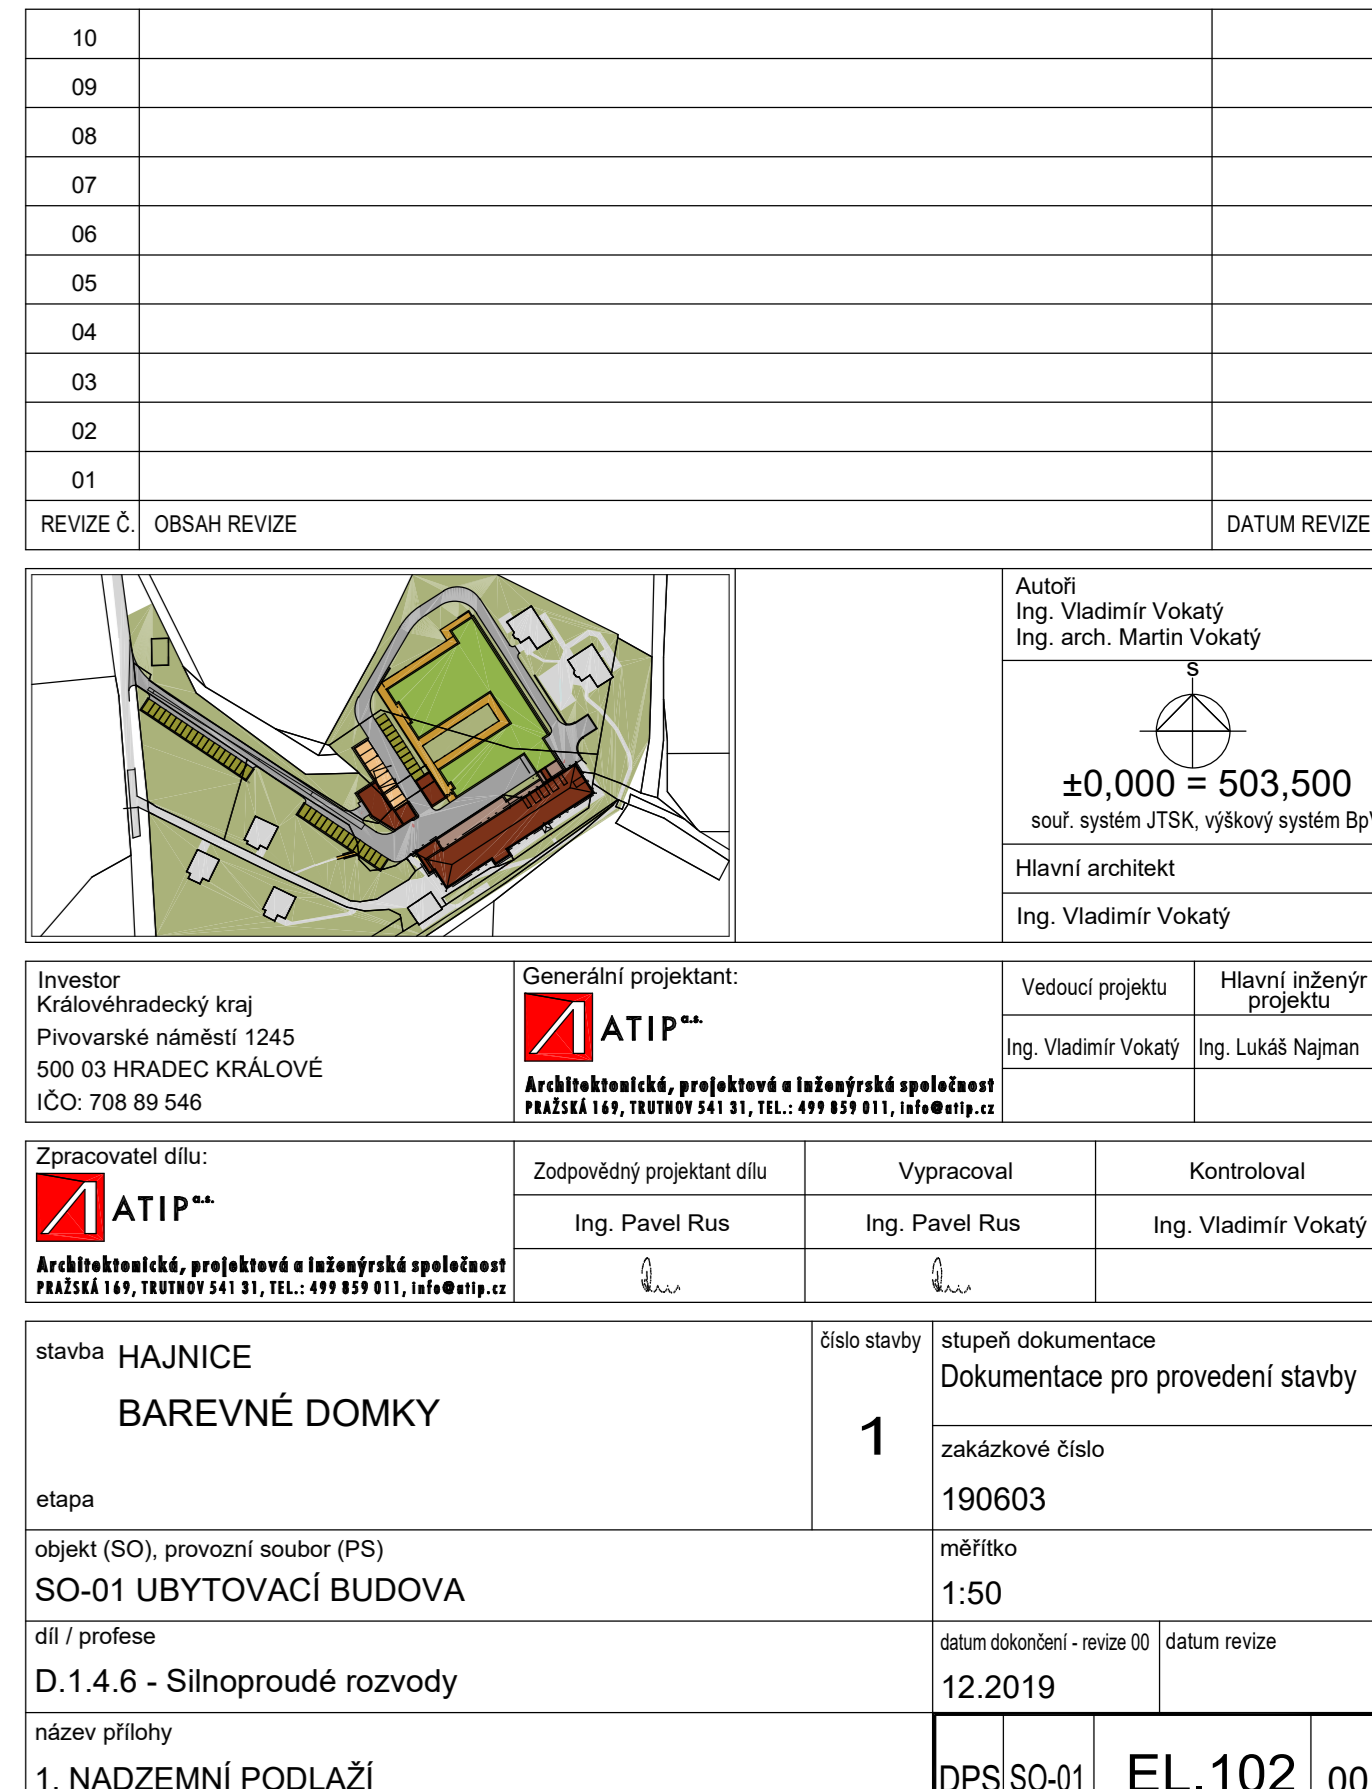 10
09
08
07
06
05
04
03
02
01
REVIZE Č. OBSAH REVIZE DATUM REVIZE
Autoři
Ing. Vladimír Vokatý
Ing. arch. Martin Vokatý
S
±0,000 = 503,500
souř. systém JTSK, výškový systém BpV
Hlavní architekt
Ing. Vladimír Vokatý
Investor
Královéhradecký kraj
Pivovarské náměstí 1245
500 03 HRADEC KRÁLOVÉ
IČO: 708 89 546
Generální projektant:
ATIP a.s.
Architektonická, projektová a inženýrská společnost
PRAŽSKÁ 169, TRUTNOV 541 31, TEL.: 499 859 011, info@atip.cz
Vedoucí projektu
Ing. Vladimír Vokatý
Hlavní inženýr
projektu
Ing. Lukáš Najman
Zpracovatel dílu:
ATIP a.s.
Architektonická, projektová a inženýrská společnost
PRAŽSKÁ 169, TRUTNOV 541 31, TEL.: 499 859 011, info@atip.cz
Zodpovědný projektant dílu
Ing. Pavel Rus
Vypracoval
Ing. Pavel Rus
Kontroloval
Ing. Vladimír Vokatý
stavba HAJNICE
BAREVNÉ DOMKY
etapa
číslo stavby
1
stupeň dokumentace
Dokumentace pro provedení stavby
zakázkové číslo
190603
objekt (SO), provozní soubor (PS)
SO-01 UBYTOVACÍ BUDOVA
měřítko
1:50
díl / profese
D.1.4.6 - Silnoproudé rozvody
datum dokončení - revize 00
12.2019
datum revize
název přílohy
1. NADZEMNÍ PODLAŽÍ
DPS SO-01 EL.102 00